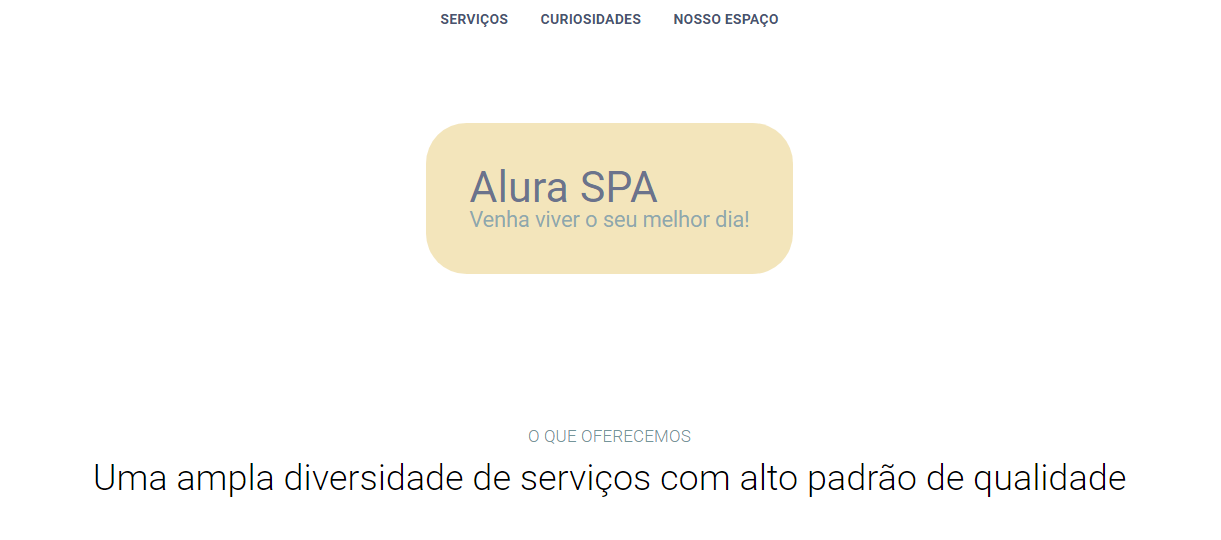 SERVIÇOS CURIOSIDADES NOSSO ESPAÇO
Alura SPA
Venha viver o seu melhor dia!
O QUE OFERECEMOS
Uma ampla diversidade de serviços com alto padrão de qualidade